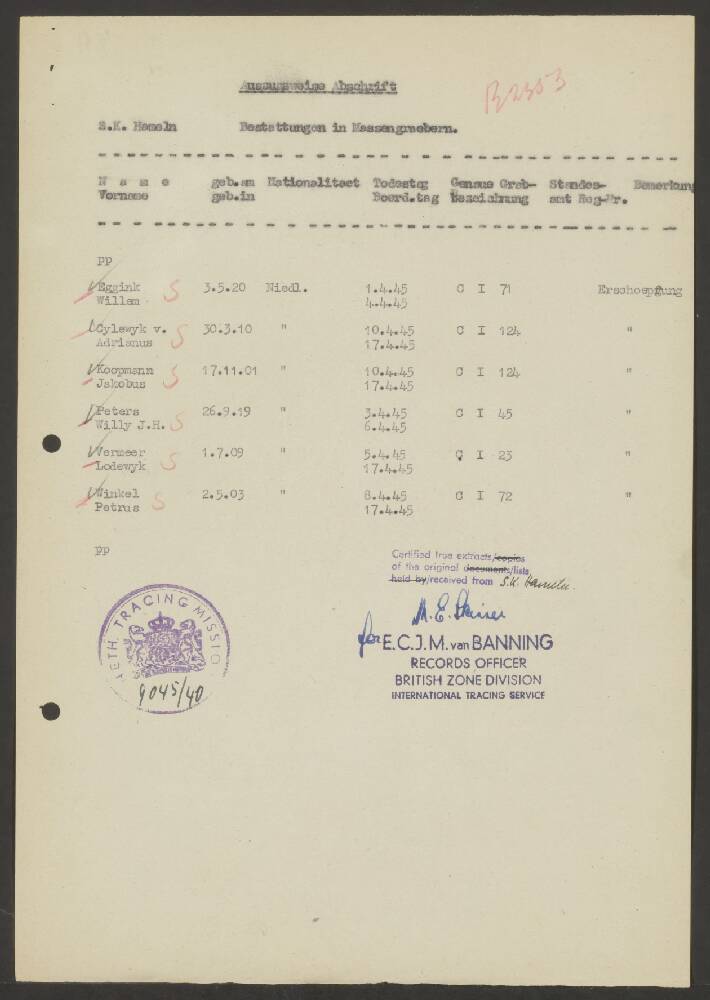 Auszugsweise Abschrift
B2353
S.K. Hameln Bestattungen in Massengraebern.
N a m e geb.am Nationalitaet Todestag Genaue Grab- Standes- Bemerkung
Vorname geb.in Beerd.tag Bezeichnung amt Reg-Nr.
pp
Eggink S 3.5.20 Niedl. 1.4.45 C I 71 Erschoepfung
Willem 4.4.45
Cylewyk v. S 30.3.10 " 10.4.45 C I 124 "
Adrianus 17.4.45
Koopmann S 17.11.01 " 10.4.45 C I 124 "
Jakobus 17.4.45
Peters S 26.9.19 " 3.4.45 C I 45 "
Willy J.H. 6.4.45
Vermeer S 1.7.09 " 5.4.45 C I 23 "
Lodewyk 17.4.45
Winkel S 2.5.03 " 8.4.45 C I 72 "
Petrus 17.4.45
pp
Certified true extracts/copies
of the original documents/lists
held by/received from S.K. Hameln.
NETH. TRACING MISSIO
9045/40
M.E.
for E.C.J.M. van BANNING
RECORDS OFFICER
BRITISH ZONE DIVISION
INTERNATIONAL TRACING SERVICE